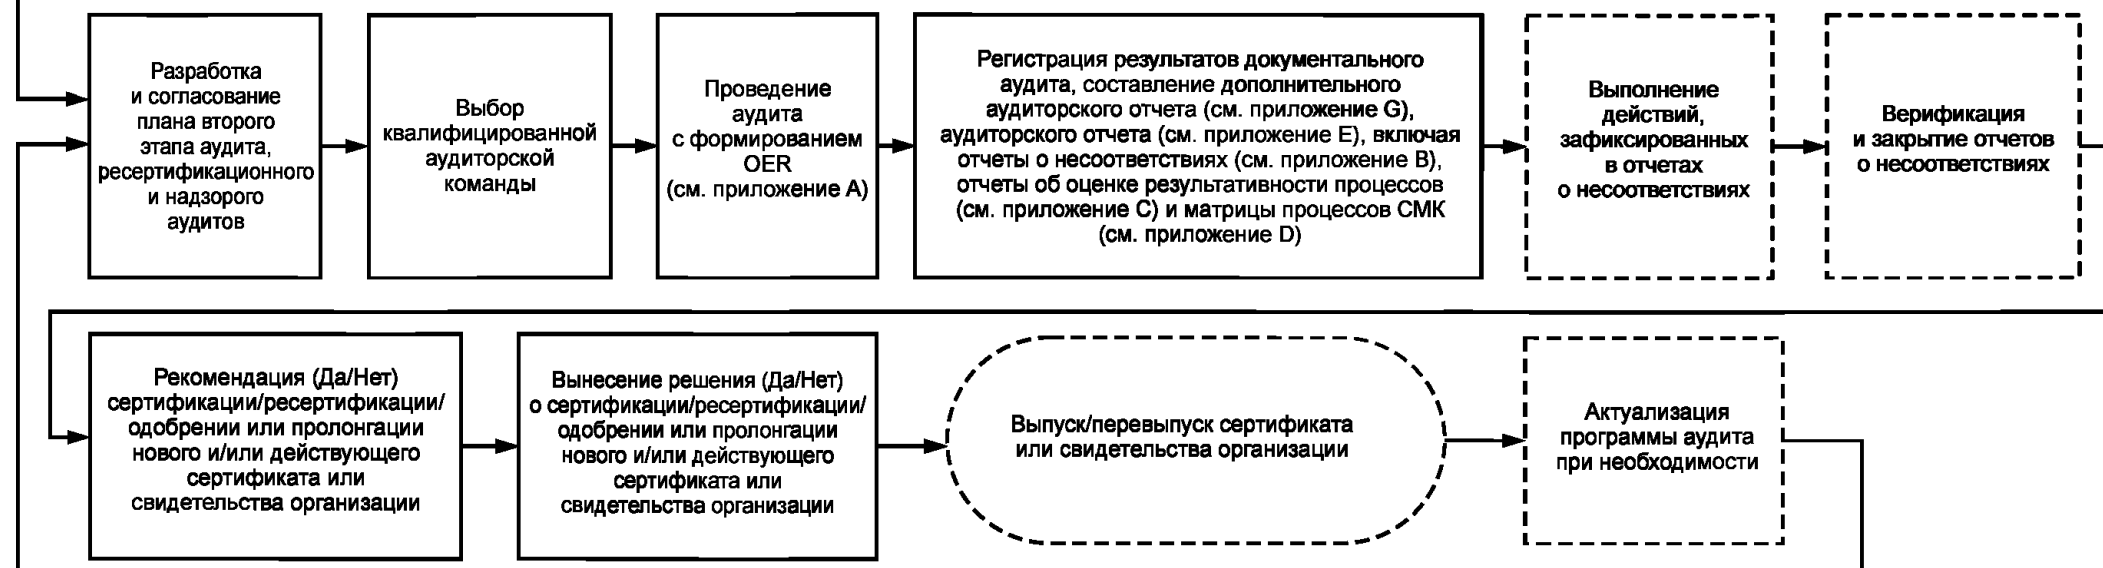 Разработка
и согласование
плана второго
этапа аудита,
ресертификационного
и надзорого
аудитов
Выбор
квалифицированной
аудиторской
команды
Проведение
аудита
с формированием
OER
(см. приложение А)
Регистрация результатов документального
аудита, составление дополнительного
аудиторского отчета (см. приложение G),
аудиторского отчета (см. приложение Е), включая
отчеты о несоответствиях (см. приложение В),
отчеты об оценке результативности процессов
(см. приложение С) и матрицы процессов СМК
(см. приложение D)
Выполнение
действий,
зафиксированных
в отчетах
о несоответствиях
Верификация
и закрытие отчетов
о несоответствиях
Рекомендация (Да/Нет)
сертификации/ресертификации/
одобрении или пролонгации
нового и/или действующего
сертификата или
свидетельства организации
Вынесение решения (Да/Нет)
о сертификации/ресертификации/
одобрении или пролонгации
нового и/или действующего
сертификата или
свидетельства организации
Выпуск/перевыпуск сертификата
или свидетельства организации
Актуализация
программы аудита
при необходимости